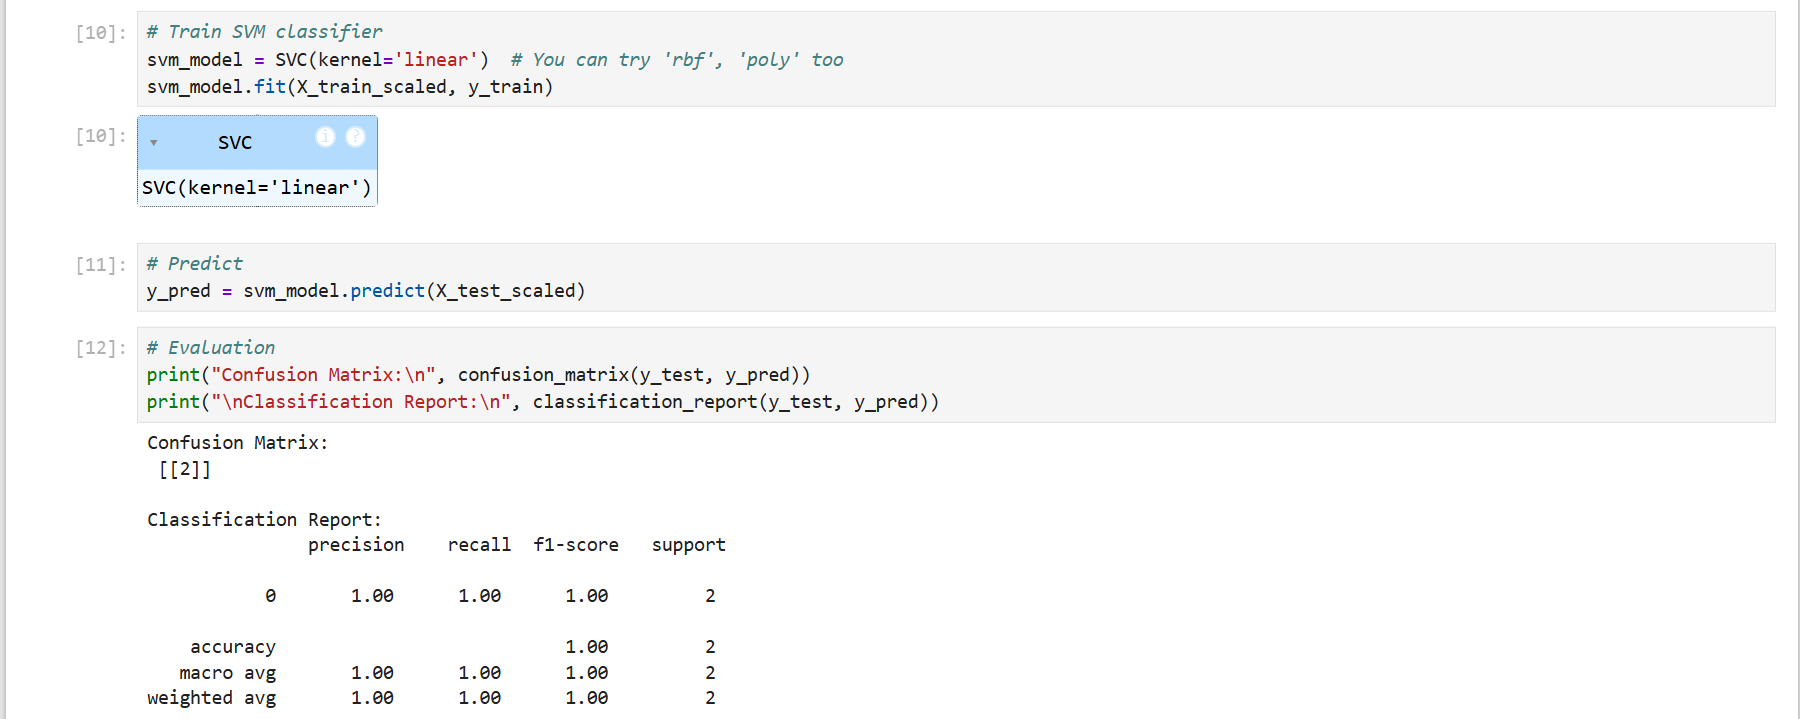 [10]: # Train SVM classifier
svm_model = SVC(kernel='linear')  # You can try 'rbf', 'poly' too
svm_model.fit(X_train_scaled, y_train)
[10]: ▾ SVC i ?
SVC(kernel='linear')
[11]: # Predict
y_pred = svm_model.predict(X_test_scaled)
[12]: # Evaluation
print("Confusion Matrix:\n", confusion_matrix(y_test, y_pred))
print("\nClassification Report:\n", classification_report(y_test, y_pred))
Confusion Matrix:
 [[2]]
Classification Report:
               precision    recall  f1-score   support
           0       1.00      1.00      1.00         2
    accuracy                           1.00         2
   macro avg       1.00      1.00      1.00         2
weighted avg       1.00      1.00      1.00         2